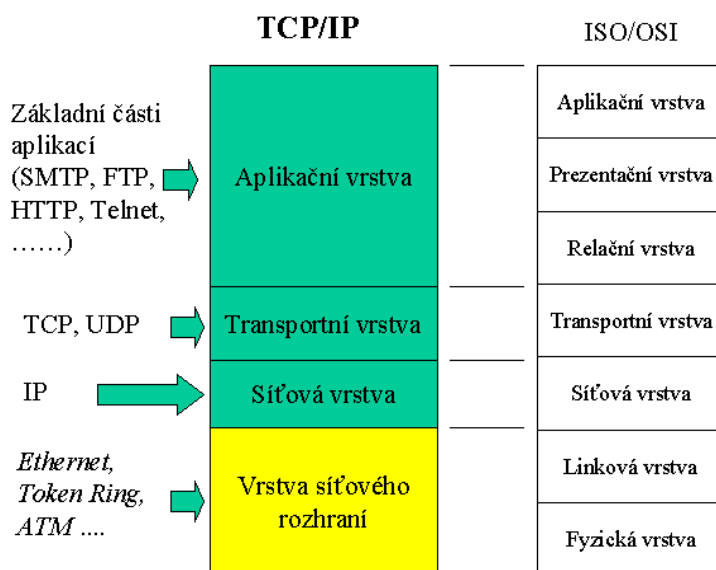 TCP/IP
ISO/OSI
Základní části
aplikací
(SMTP, FTP,
HTTP, Telnet,
……)
Aplikační vrstva
Aplikační vrstva
Prezentační vrstva
Relační vrstva
TCP, UDP
Transportní vrstva
Transportní vrstva
IP
Síťová vrstva
Síťová vrstva
Ethernet,
Token Ring,
ATM ....
Vrstva síťového
rozhraní
Linková vrstva
Fyzická vrstva